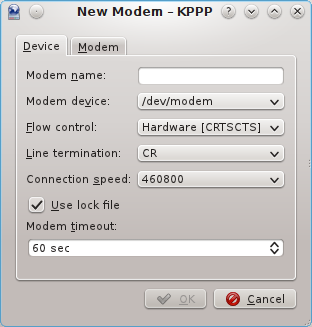 New Modem – KPPP
Device Modem
Modem name:
Modem device: /dev/modem
Flow control: Hardware [CRTSCTS]
Line termination: CR
Connection speed: 460800
Use lock file
Modem timeout:
60 sec
OK Cancel